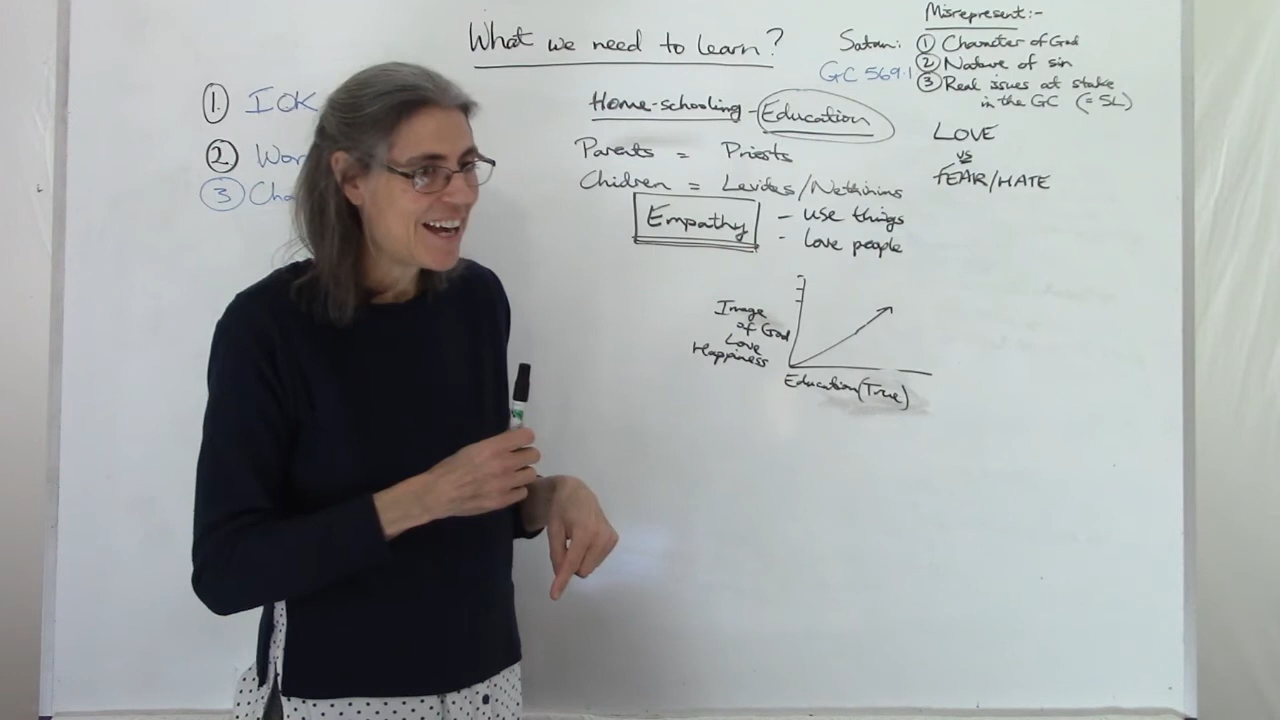 What we need to learn?
1. IOK
2 Wor
3 Cha
Home-schooling - Education
Parents = Priests
Chidren = Levites/Nethinims
Empathy
- use things
- love people
Image
of God
Love
Happiness
Education (True)
Satan:
GC 569.1
Misrepresent:-
1 Character of God
2 Nature of sin
3 Real issues at stake
in the GC (= SL)
LOVE
vs
FEAR/HATE